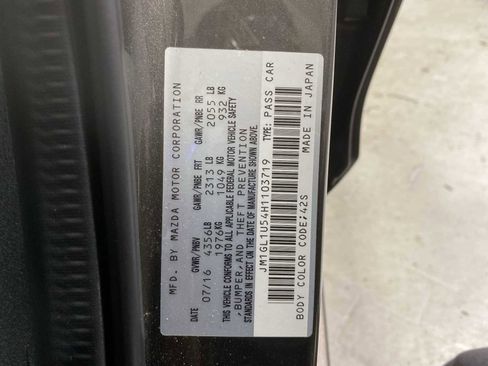 MFD. BY MAZDA MOTOR CORPORATION
GVWR/PNBV GAWR/PNBE FRT GAWR/PNBE RR
07/16 4356LB 2313 LB 2055 LB
1976KG 1049 KG 932 KG
THIS VEHICLE CONFORMS TO ALL APPLICABLE FEDERAL MOTOR VEHICLE SAFETY
,BUMPER,AND THEFT PREVENTION
STANDARDS IN EFFECT ON THE DATE OF MANUFACTURE SHOWN ABOVE.
JM1GL1U54H1103719 TYPE: PASS CAR
BODY COLOR CODE:42S MADE IN JAPAN